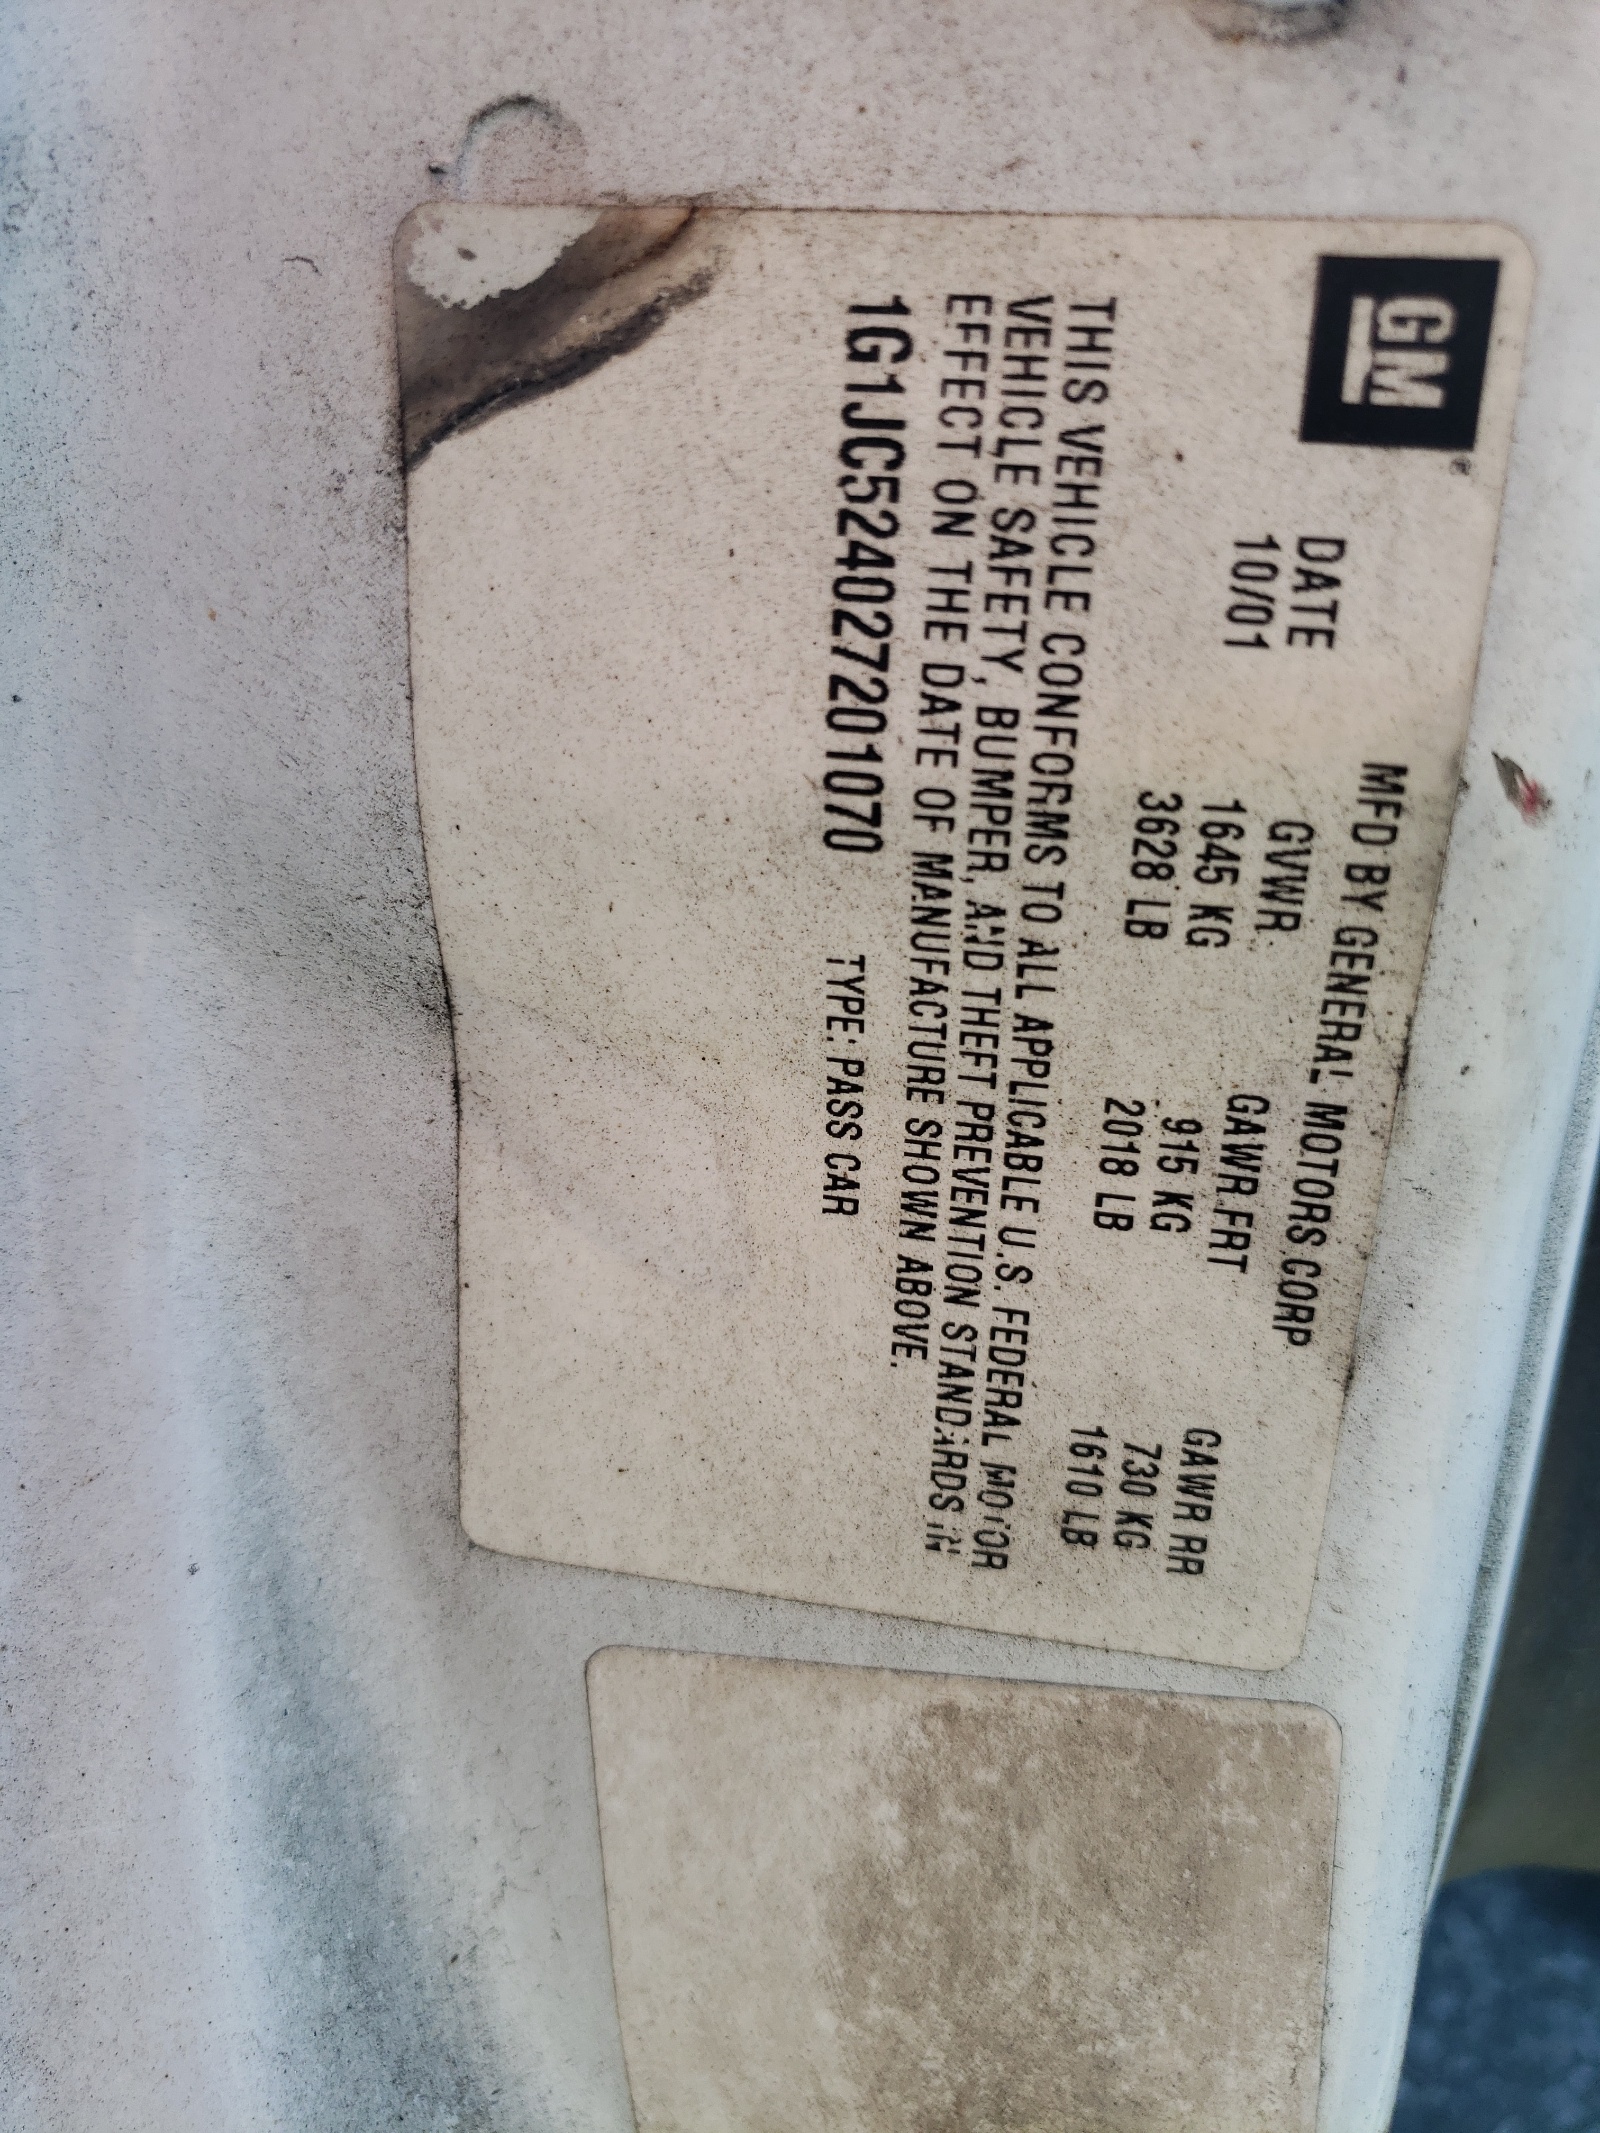 GM®
MFD BY GENERAL MOTORS CORP
DATE GVWR GAWR FRT GAWR RR
10/01 1645 KG 915 KG 730 KG
3628 LB 2018 LB 1610 LB
THIS VEHICLE CONFORMS TO ALL APPLICABLE U.S. FEDERAL MOTOR
VEHICLE SAFETY, BUMPER, AND THEFT PREVENTION STANDARDS IN
EFFECT ON THE DATE OF MANUFACTURE SHOWN ABOVE.
1G1JC524027201070 TYPE: PASS CAR